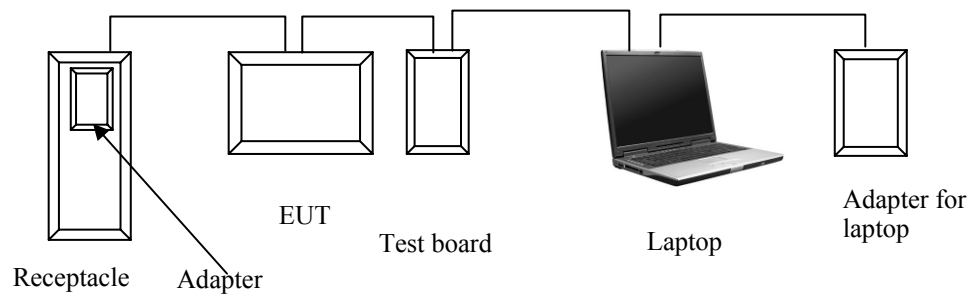 Receptacle
Adapter
EUT
Test board
Laptop
Adapter for
laptop